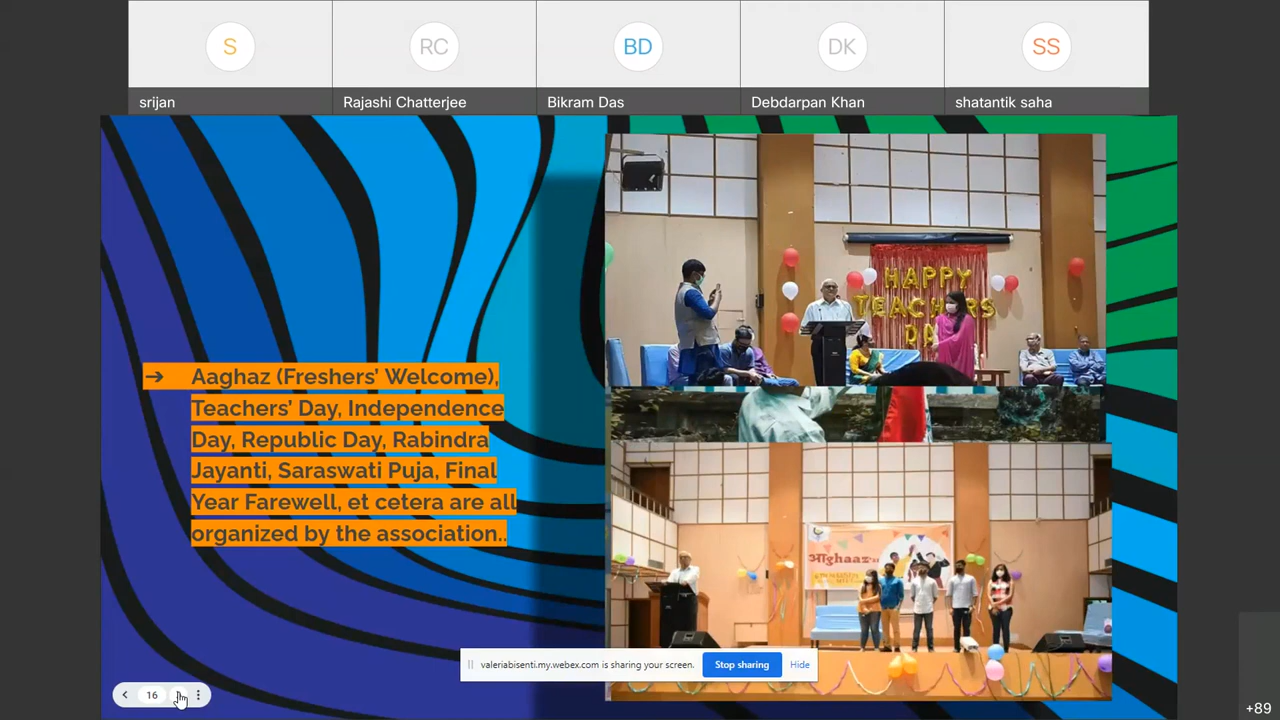 S
RC
BD
DK
SS
srijan
Rajashi Chatterjee
Bikram Das
Debdarpan Khan
shatantik saha
HAPPY
TEACHERS
DA
➔ Aaghaz (Freshers’ Welcome),
Teachers’ Day, Independence
Day, Republic Day, Rabindra
Jayanti, Saraswati Puja, Final
Year Farewell, et cetera are all
organized by the association..
आghaaz
valeriabisenti.my.webex.com is sharing your screen.
Stop sharing
Hide
16
+89